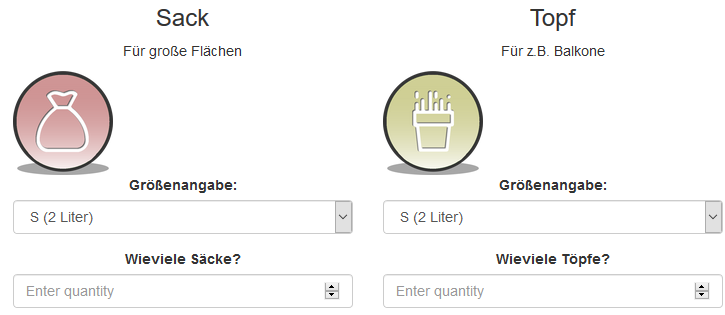 Sack
Für große Flächen
Größenangabe:
S (2 Liter)
Wieviele Säcke?
Enter quantity
Topf
Für z.B. Balkone
Größenangabe:
S (2 Liter)
Wieviele Töpfe?
Enter quantity